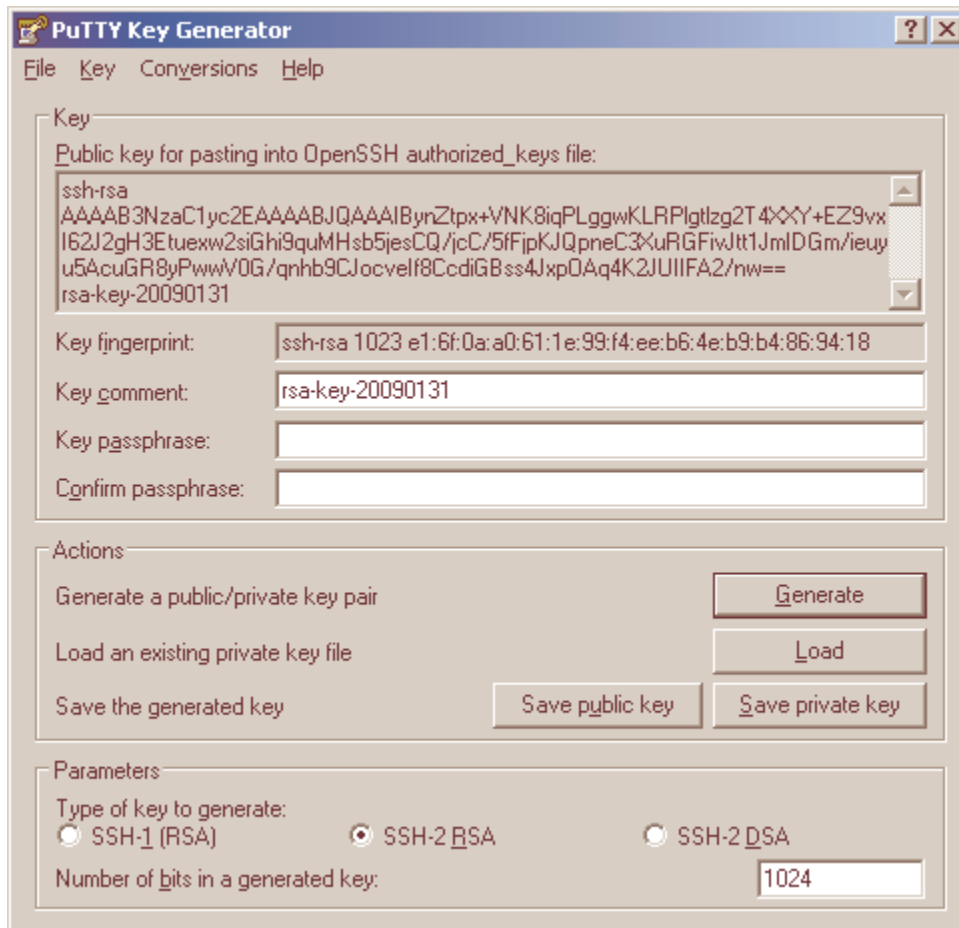 PuTTY Key Generator
File Key Conversions Help
Key
Public key for pasting into OpenSSH authorized_keys file:
ssh-rsa
AAAAB3NzaC1yc2EAAAABJQAAAIBynZtpx+VNK8iqPLggwKLRPlgtlzg2T4XXY+EZ9vx
I62J2gH3Etuexw2siGhi9quMHsb5jesCQ/jcC/5fFjpKJQpneC3XuRGFivJtt1JmIDGm/ieuy
u5AcuGR8yPwwV0G/qnhb9CJocvelf8CcdiGBss4JxpOAq4K2JUIIFA2/nw==
rsa-key-20090131
Key fingerprint: ssh-rsa 1023 e1:6f:0a:a0:61:1e:99:f4:ee:b6:4e:b9:b4:86:94:18
Key comment: rsa-key-20090131
Key passphrase:
Confirm passphrase:
Actions
Generate a public/private key pair Generate
Load an existing private key file Load
Save the generated key Save public key Save private key
Parameters
Type of key to generate:
SSH-1 (RSA) SSH-2 RSA SSH-2 DSA
Number of bits in a generated key: 1024